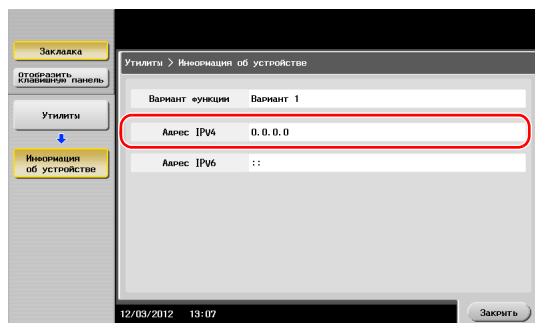 Закладка
Отобразить
клавишную панель
Утилиты
Информация
об устройстве
Утилиты > Информация об устройстве
Вариант функции Вариант 1
Адрес IPv4 0.0.0.0
Адрес IPv6 ::
12/03/2012 13:07
Закрыть